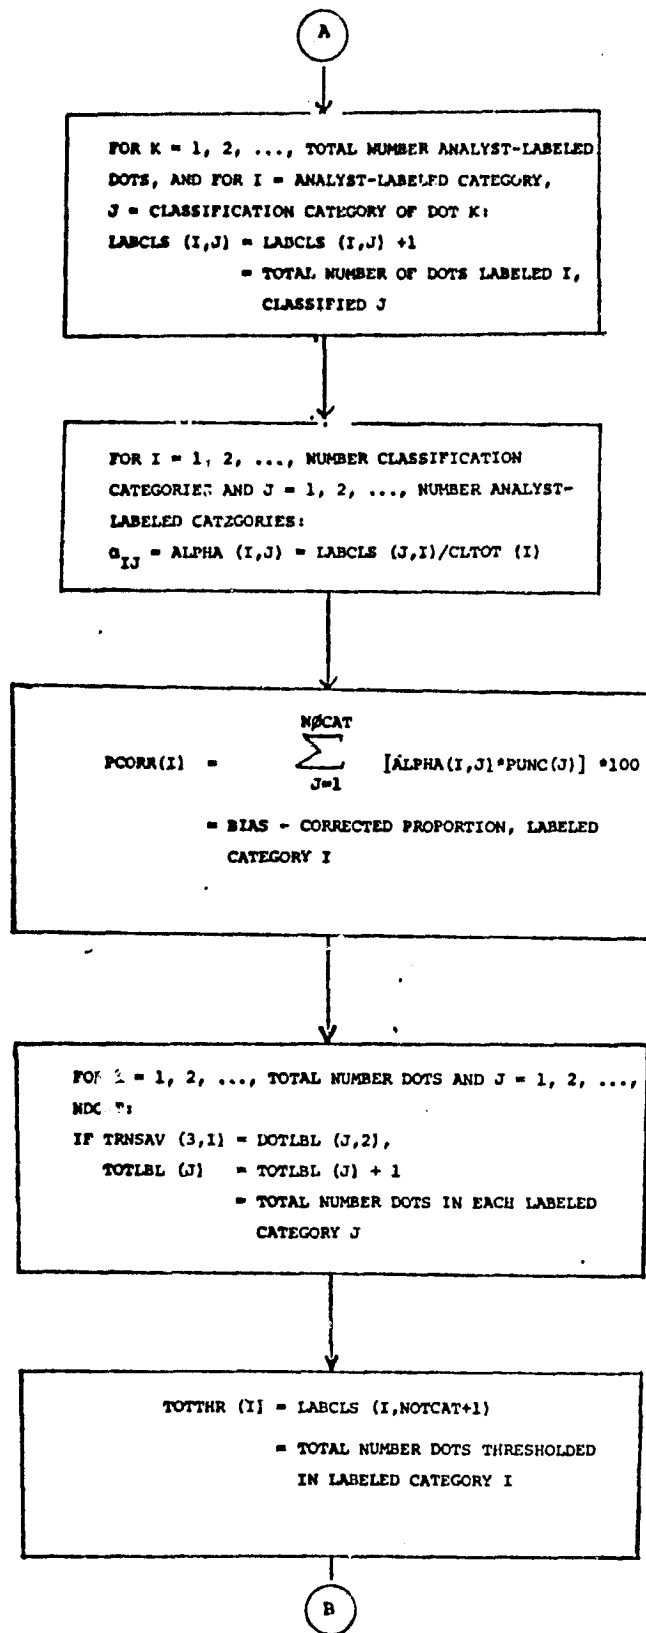 A
FOR K = 1, 2, ..., TOTAL NUMBER ANALYST-LABELED
DOTS, AND FOR I = ANALYST-LABELED CATEGORY,
J = CLASSIFICATION CATEGORY OF DOT K:
LABCLS (I,J) = LABCLS (I,J) +1
= TOTAL NUMBER OF DOTS LABELED I,
CLASSIFIED J
FOR I = 1, 2, ..., NUMBER CLASSIFICATION
CATEGORIES AND J = 1, 2, ..., NUMBER ANALYST-
LABELED CATEGORIES:
α_IJ = ALPHA (I,J) = LABCLS (J,I)/CLTOT (I)
NØCAT
PCORR(I) = ∑ [ALPHA(I,J)*PUNC(J)] *100
J=1
= BIAS - CORRECTED PROPORTION, LABELED
CATEGORY I
FOR = 1, 2, ..., TOTAL NUMBER DOTS AND J = 1, 2, ...,
IF TRNSAV (3,I) = DOTLBL (J,2),
TOTLBL (J) = TOTLBL (J) + 1
= TOTAL NUMBER DOTS IN EACH LABELED
CATEGORY J
TOTTHR (I) = LABCLS (I,NOTCAT+1)
= TOTAL NUMBER DOTS THRESHOLDED
IN LABELED CATEGORY I
B